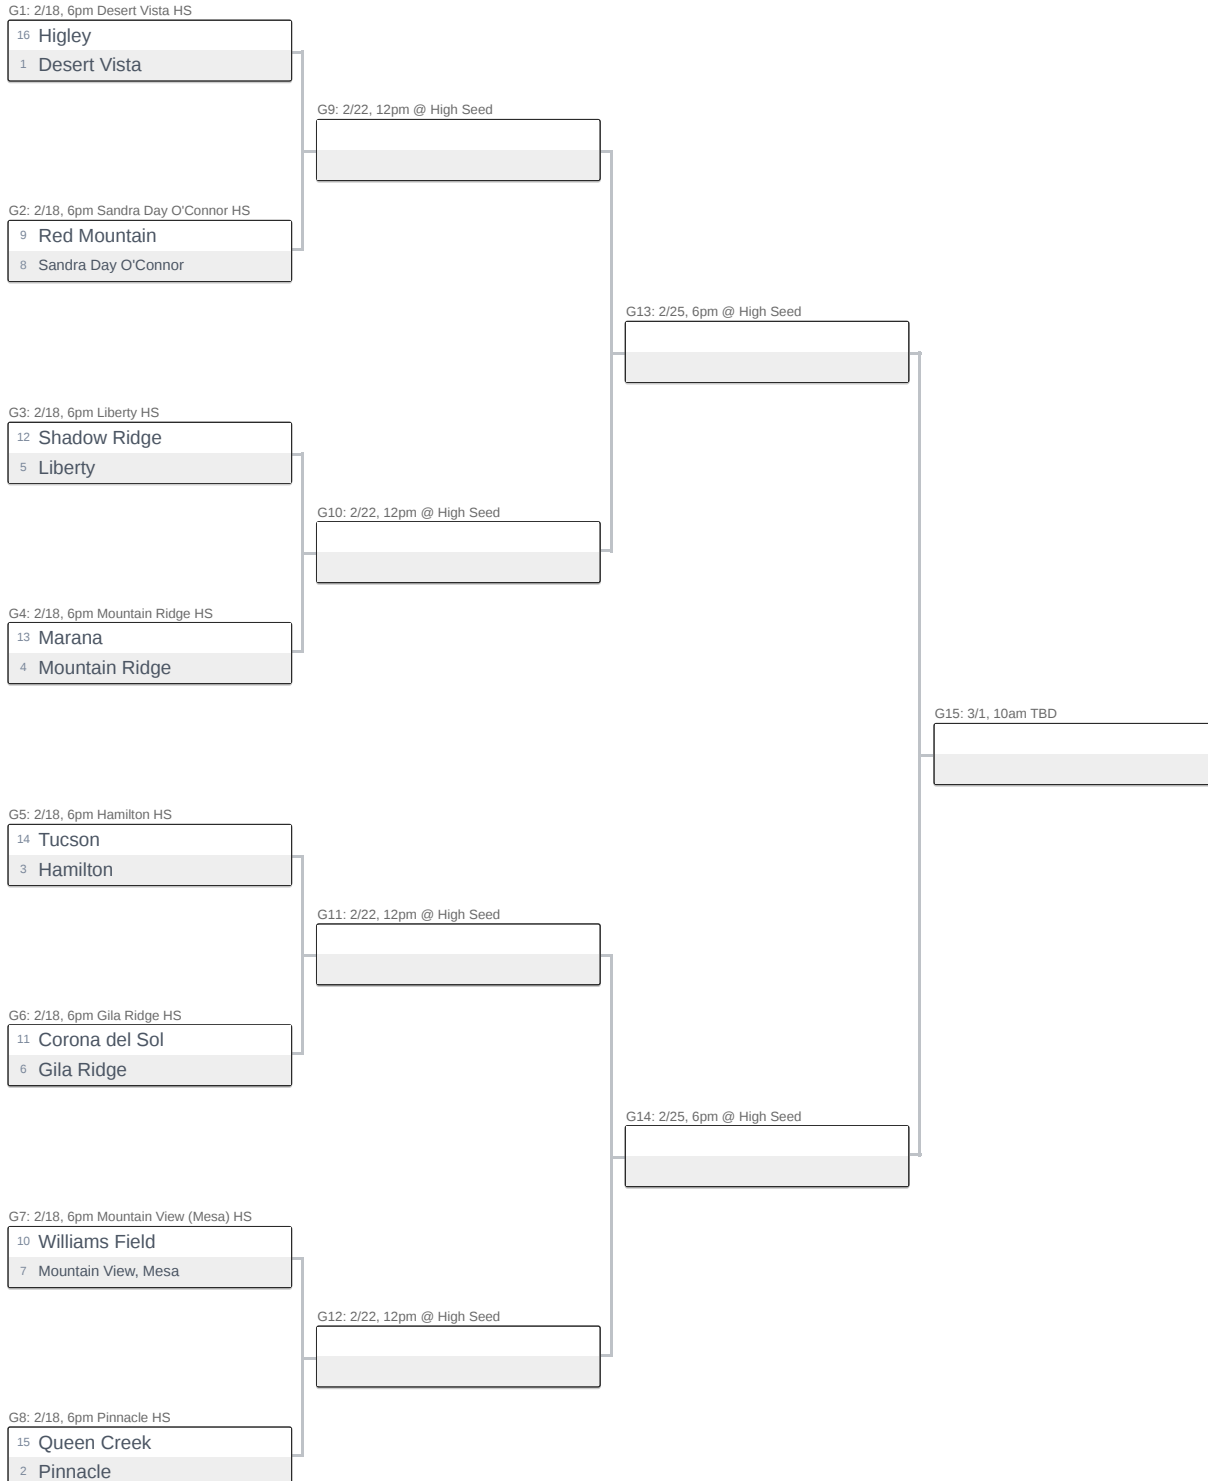 G1: 2/18, 6pm Desert Vista HS
16 Higley
1 Desert Vista
G9: 2/22, 12pm @ High Seed
G2: 2/18, 6pm Sandra Day O'Connor HS
9 Red Mountain
8 Sandra Day O'Connor
G13: 2/25, 6pm @ High Seed
G3: 2/18, 6pm Liberty HS
12 Shadow Ridge
5 Liberty
G10: 2/22, 12pm @ High Seed
G4: 2/18, 6pm Mountain Ridge HS
13 Marana
4 Mountain Ridge
G15: 3/1, 10am TBD
G5: 2/18, 6pm Hamilton HS
14 Tucson
3 Hamilton
G11: 2/22, 12pm @ High Seed
G6: 2/18, 6pm Gila Ridge HS
11 Corona del Sol
6 Gila Ridge
G14: 2/25, 6pm @ High Seed
G7: 2/18, 6pm Mountain View (Mesa) HS
10 Williams Field
7 Mountain View, Mesa
G12: 2/22, 12pm @ High Seed
G8: 2/18, 6pm Pinnacle HS
15 Queen Creek
2 Pinnacle